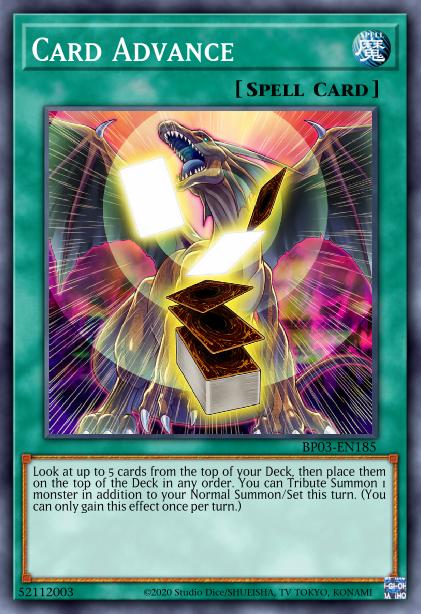 Card Advance
SPELL
魔
[Spell Card]
BP03-EN185
Look at up to 5 cards from the top of your Deck, then place them
on the top of the Deck in any order. You can Tribute Summon 1
monster in addition to your Normal Summon/Set this turn. (You
can only gain this effect once per turn.)
52112003
©2020 Studio Dice/SHUEISHA, TV TOKYO, KONAMI